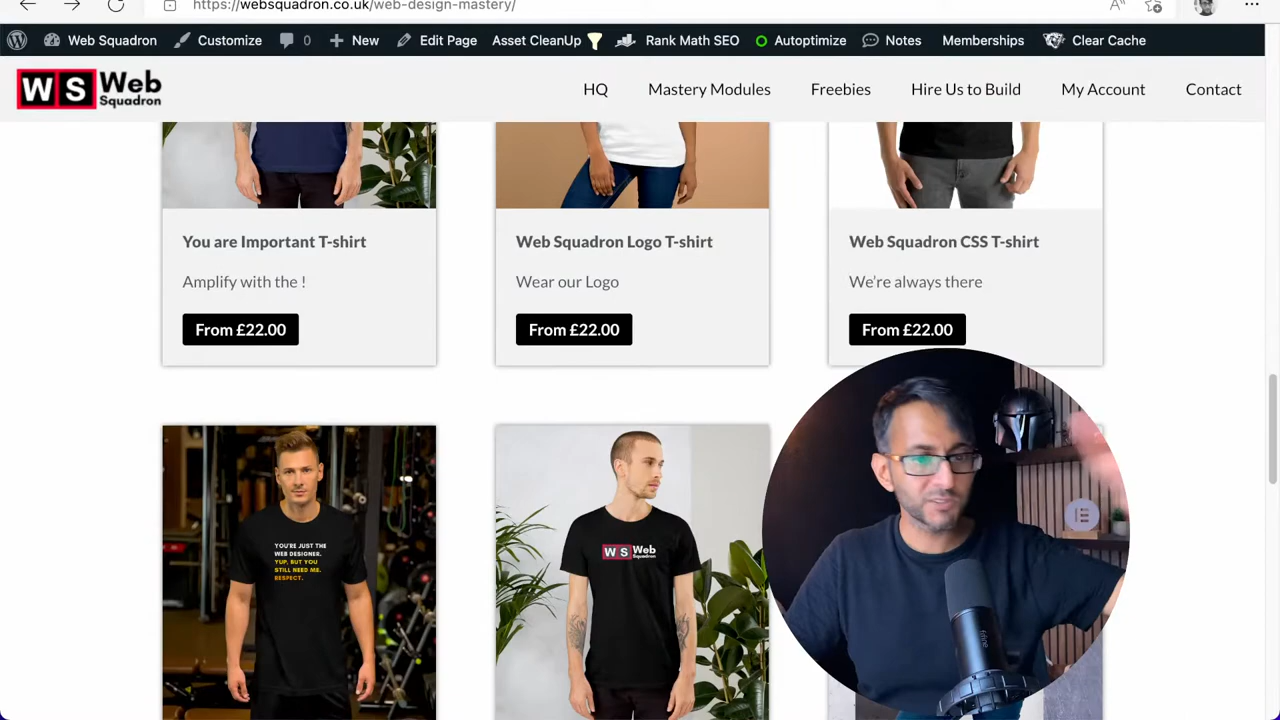 https://websquadron.co.uk/web-design-mastery/
Web Squadron
Customize
0
New
Edit Page
Asset CleanUp
Rank Math SEO
Autoptimize
Notes
Memberships
Clear Cache
WS Web
Squadron
HQ
Mastery Modules
Freebies
Hire Us to Build
My Account
Contact
You are Important T-shirt
Web Squadron Logo T-shirt
Web Squadron CSS T-shirt
Amplify with the !
Wear our Logo
We're always there
From £22.00
From £22.00
From £22.00
YOU'RE JUST THE
WEB DESIGNER.
YUP, BUT YOU
STILL NEED ME.
RESPECT.
WS Web
Squadron